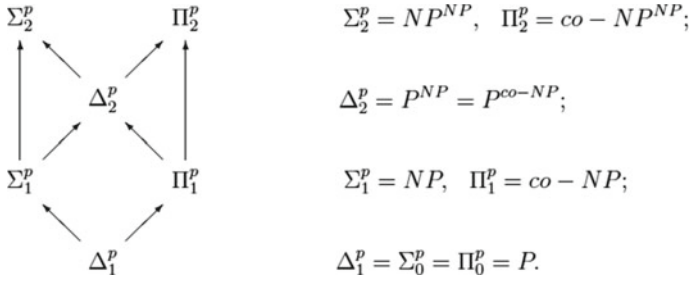 Σ₂ᵖ Π₂ᵖ Σ₂ᵖ = NP^{NP}, Π₂ᵖ = co − NP^{NP};
Δ₂ᵖ Δ₂ᵖ = P^{NP} = P^{co−NP};
Σ₁ᵖ Π₁ᵖ Σ₁ᵖ = NP, Π₁ᵖ = co − NP;
Δ₁ᵖ Δ₁ᵖ = Σ₀ᵖ = Π₀ᵖ = P.